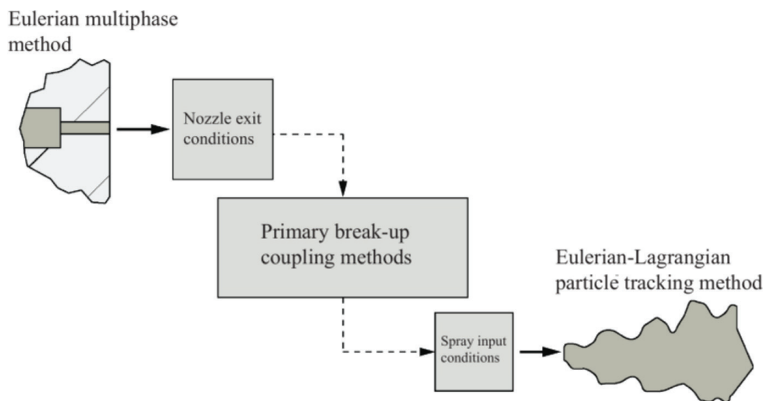 Eulerian multiphase
method
Nozzle exit
conditions
Primary break-up
coupling methods
Eulerian-Lagrangian
particle tracking method
Spray input
conditions